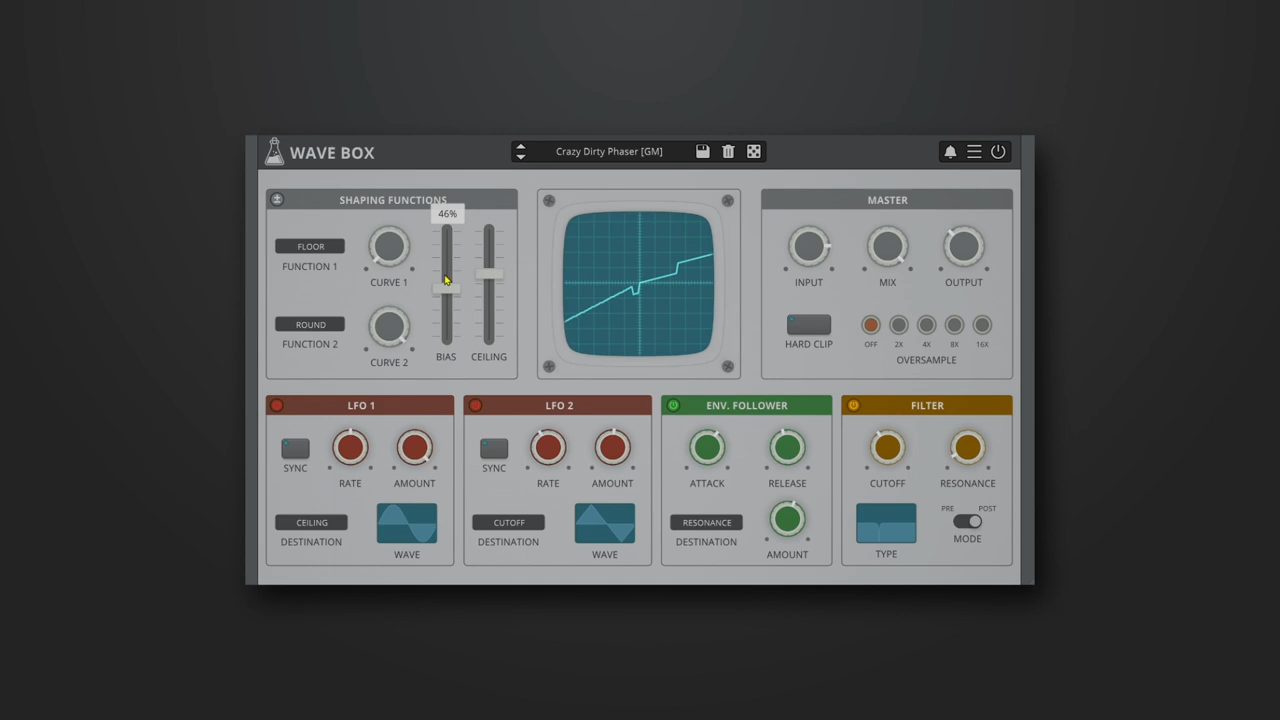 WAVE BOX
Crazy Dirty Phaser [GM]
SHAPING FUNCTIONS
46%
FLOOR
FUNCTION 1
CURVE 1
ROUND
FUNCTION 2
CURVE 2
BIAS
CEILING
MASTER
INPUT
MIX
OUTPUT
HARD CLIP
OFF
2X
4X
8X
16X
OVERSAMPLE
LFO 1
SYNC
RATE
AMOUNT
CEILING
DESTINATION
WAVE
LFO 2
SYNC
RATE
AMOUNT
CUTOFF
DESTINATION
WAVE
ENV. FOLLOWER
ATTACK
RELEASE
RESONANCE
DESTINATION
AMOUNT
FILTER
CUTOFF
RESONANCE
TYPE
PRE
POST
MODE